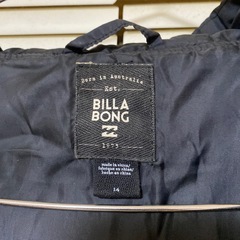 Born in Australia
Est.
BILLA
BONG
1973
made in china/
fabriqué en chine/
hecho en china
14